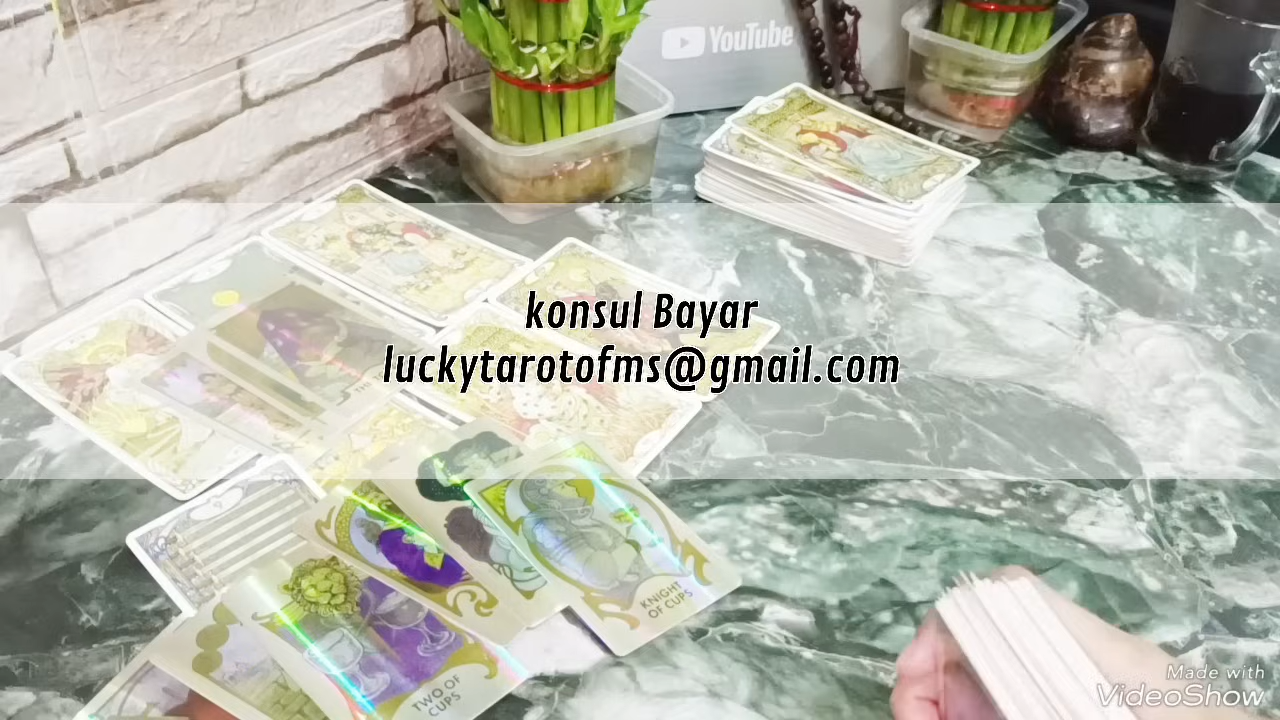 YouTube
konsul Bayar
luckytarotofms@gmail.com
KNIGHT
OF CUPS
TWO OF
CUPS
Made with
VideoShow